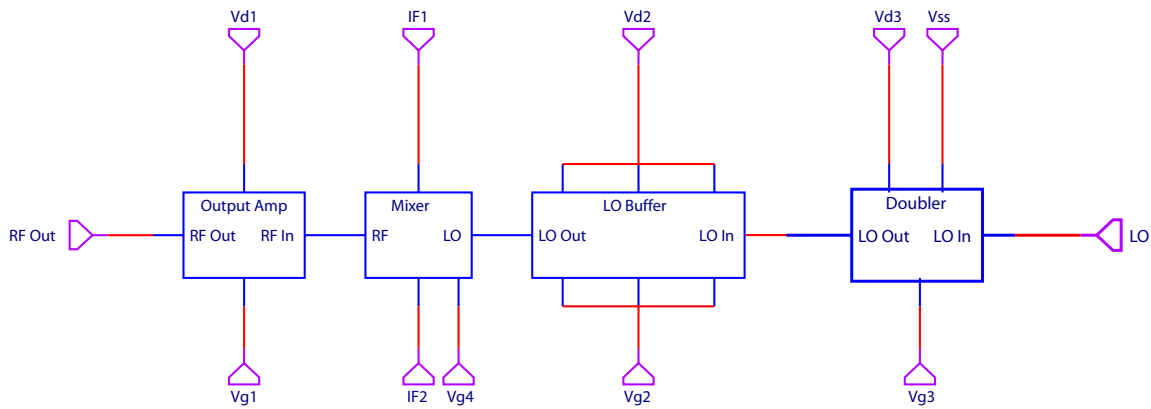 Vd1 IF1 Vd2 Vd3 Vss
Output Amp Mixer LO Buffer Doubler
RF Out RF Out RF In RF LO LO Out LO In LO Out LO In LO
Vg1 IF2 Vg4 Vg2 Vg3